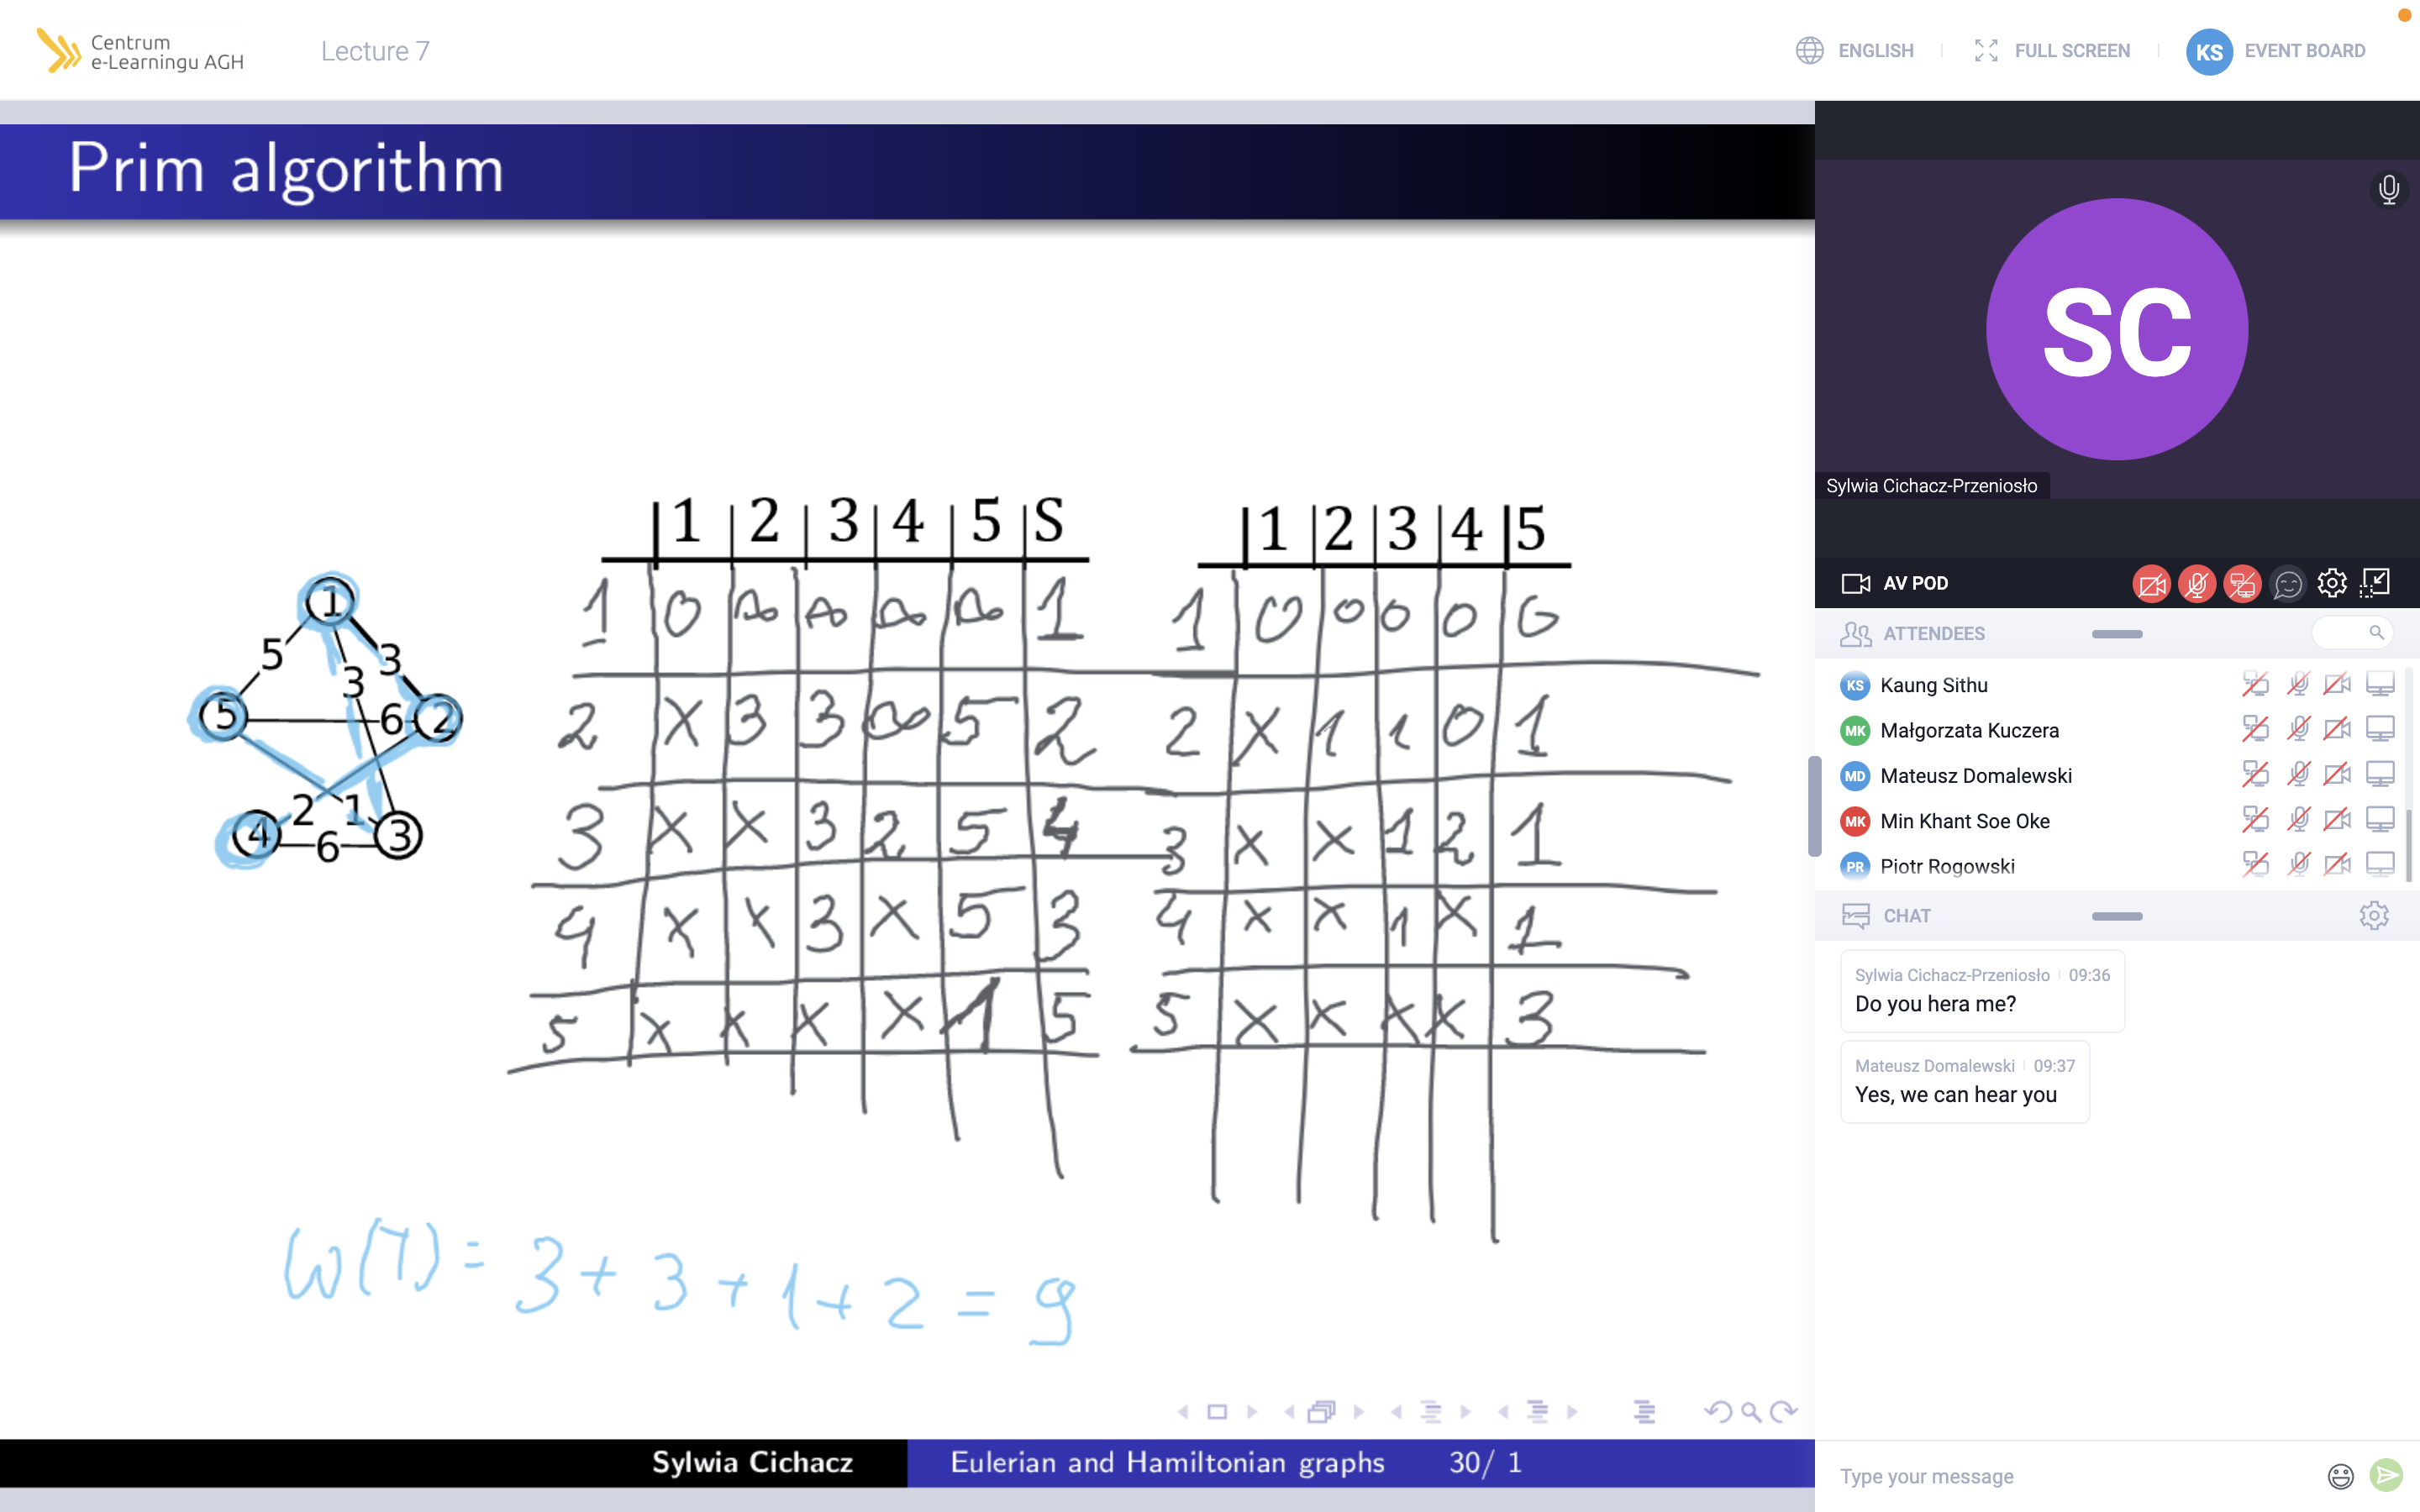 Centrum
e-Learningu AGH
Lecture 7
ENGLISH
FULL SCREEN
KS
EVENT BOARD
Prim algorithm
1 2 3 4 5 S
1 0 ∞ ∞ ∞ ∞ 1
2 X 3 3 ∞ 5 2
3 X X 3 2 5 4
4 X X 3 X 5 3
5 X X X X 1 5
1 2 3 4 5
1 0 0 0 0 0
2 X 1 1 0 1
3 X X 1 2 1
4 X X 1 X 1
5 X X X X 3
1
5 3
3
5 6 2
2 1
4 6 3
W(T) = 3 + 3 + 1 + 2 = 9
Sylwia Cichacz
Eulerian and Hamiltonian graphs
30/ 1
SC
Sylwia Cichacz-Przeniosło
AV POD
ATTENDEES
KS Kaung Sithu
MK Małgorzata Kuczera
MD Mateusz Domalewski
MK Min Khant Soe Oke
PR Piotr Rogowski
CHAT
Sylwia Cichacz-Przeniosło 09:36
Do you hera me?
Mateusz Domalewski 09:37
Yes, we can hear you
Type your message